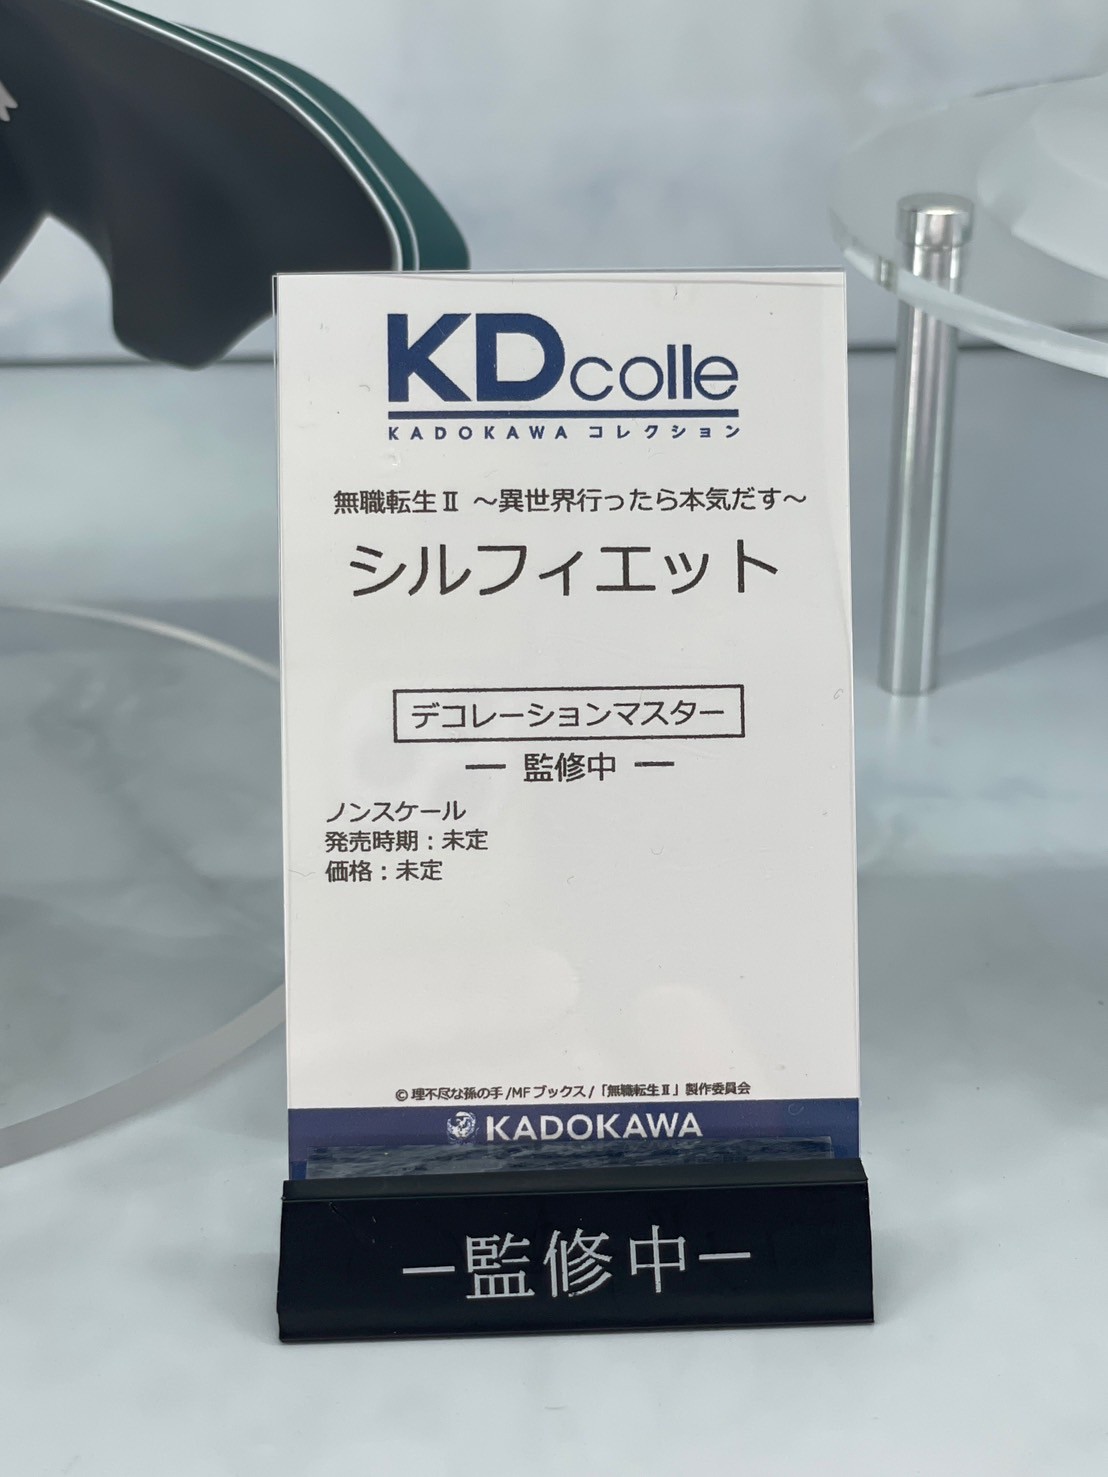 KDcolle
KADOKAWA コレクション
無職転生Ⅱ ～異世界行ったら本気だす～
シルフィエット
デコレーションマスター
― 監修中 ―
ノンスケール
発売時期：未定
価格：未定
© 理不尽な孫の手/MFブックス/「無職転生Ⅱ」製作委員会
KADOKAWA
―監修中―